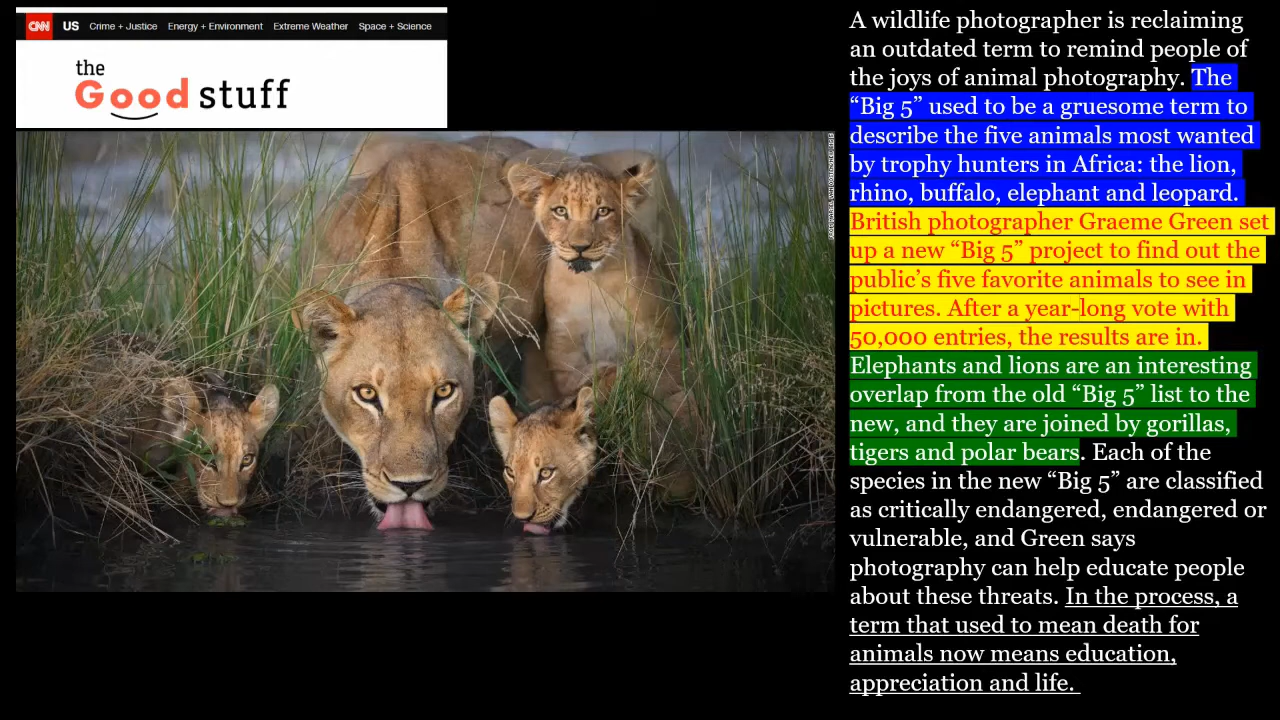 CNN US Crime + Justice Energy + Environment Extreme Weather Space + Science
the
Good stuff
A wildlife photographer is reclaiming
an outdated term to remind people of
the joys of animal photography. The
“Big 5” used to be a gruesome term to
describe the five animals most wanted
by trophy hunters in Africa: the lion,
rhino, buffalo, elephant and leopard.
British photographer Graeme Green set
up a new “Big 5” project to find out the
public’s five favorite animals to see in
pictures. After a year-long vote with
50,000 entries, the results are in.
Elephants and lions are an interesting
overlap from the old “Big 5” list to the
new, and they are joined by gorillas,
tigers and polar bears. Each of the
species in the new “Big 5” are classified
as critically endangered, endangered or
vulnerable, and Green says
photography can help educate people
about these threats. In the process, a
term that used to mean death for
animals now means education,
appreciation and life.